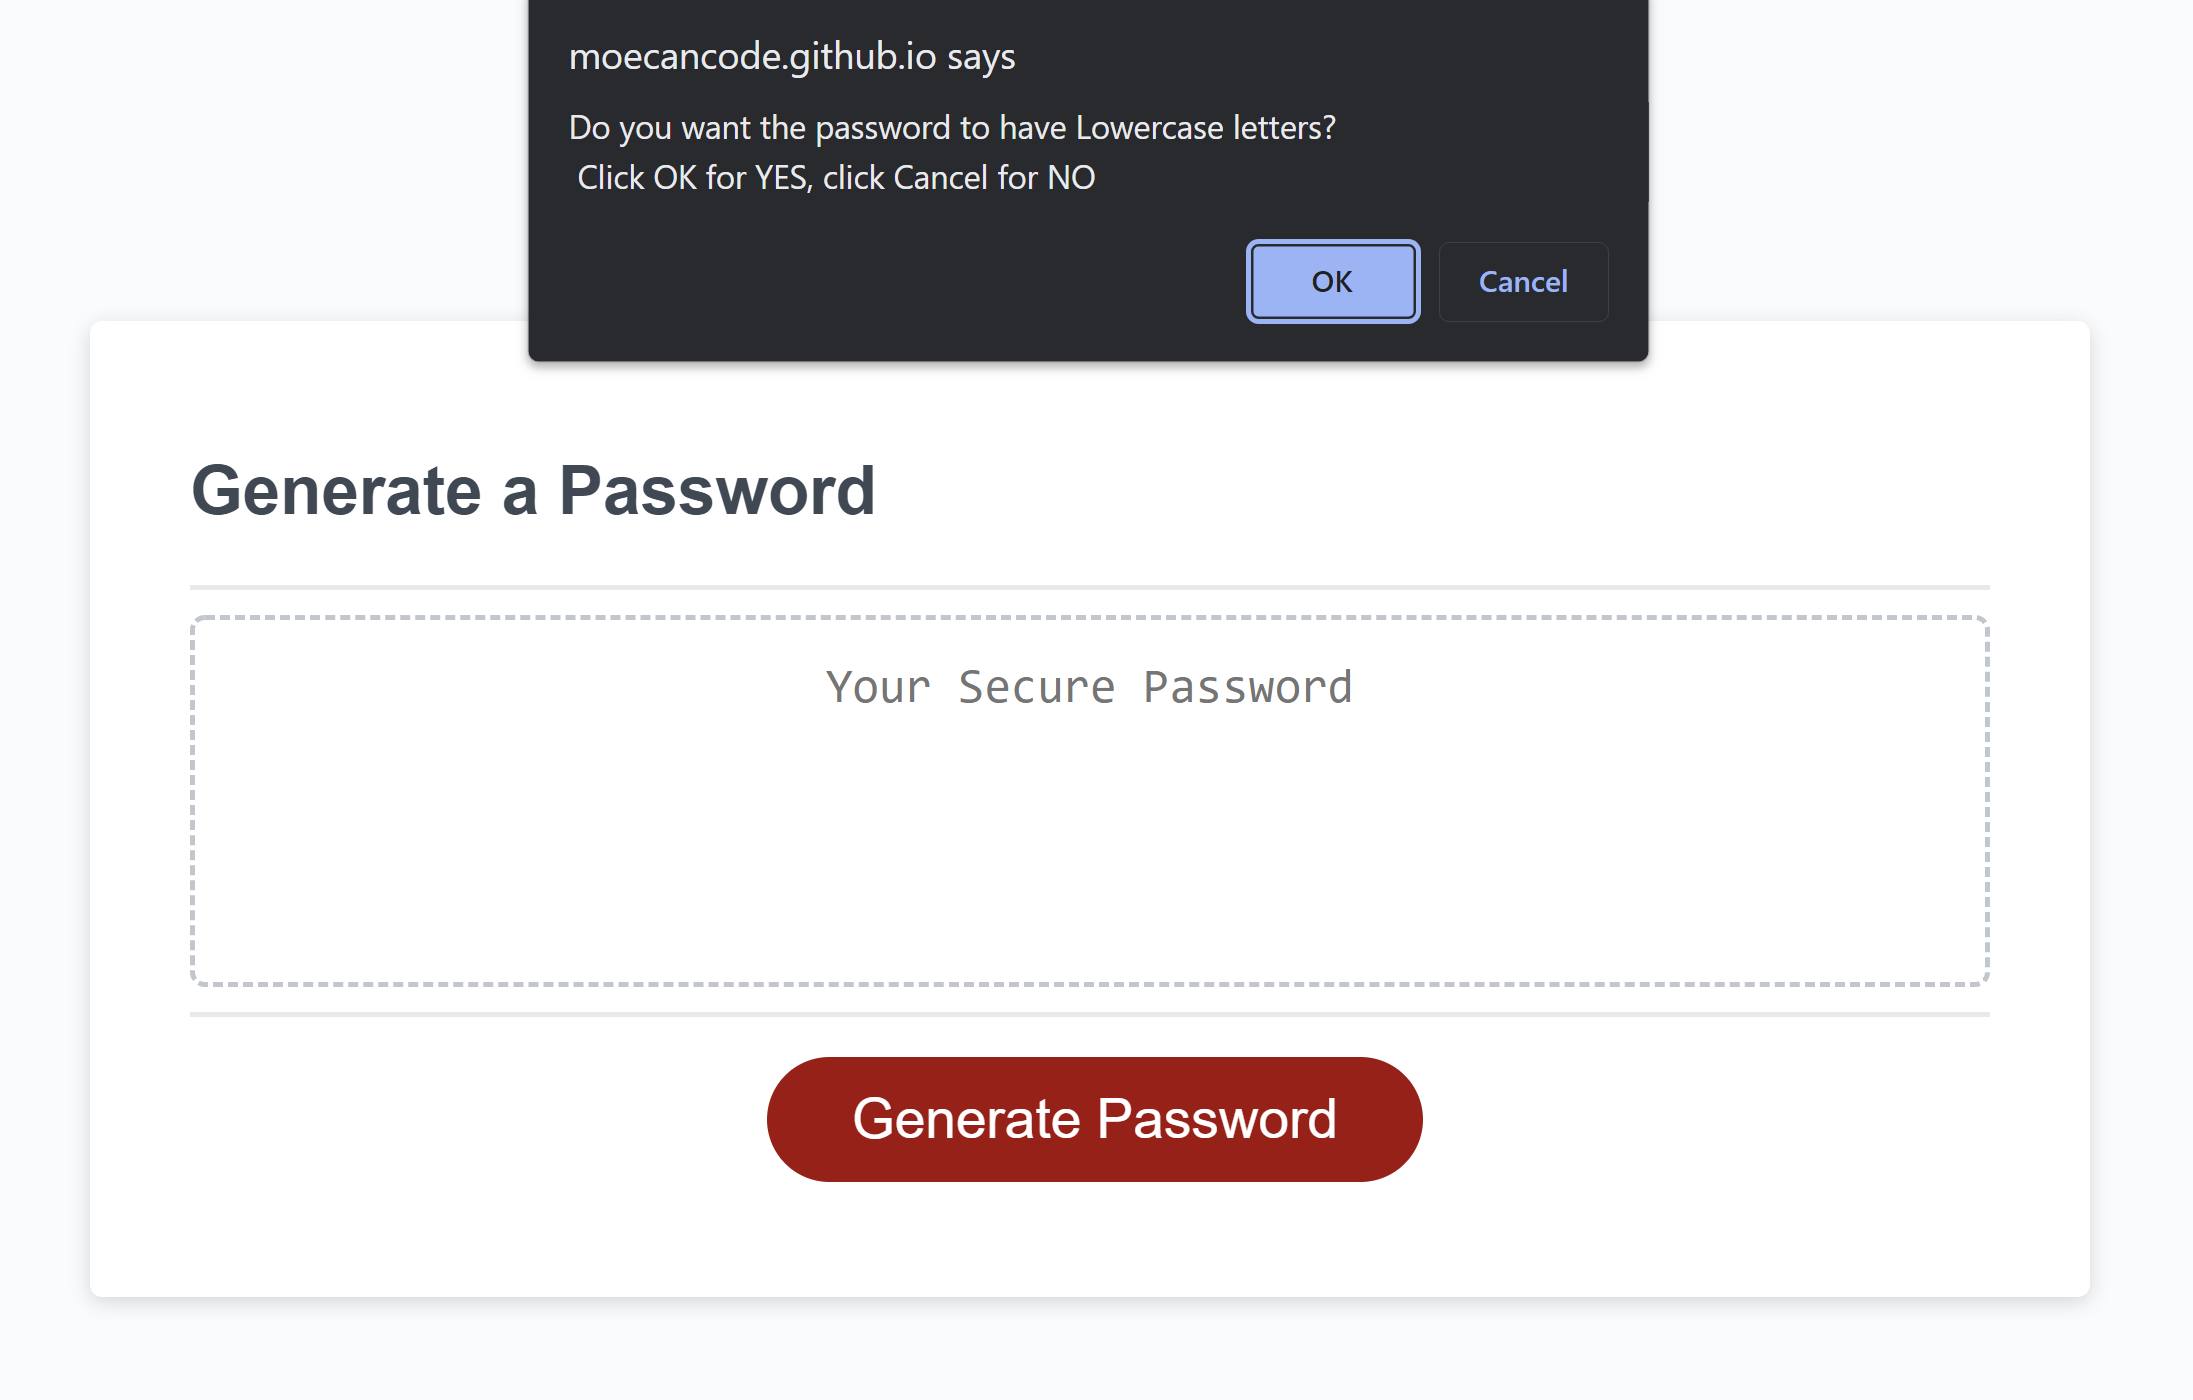 moecancode.github.io says
Do you want the password to have Lowercase letters?
Click OK for YES, click Cancel for NO
OK
Cancel
Generate a Password
Your Secure Password
Generate Password